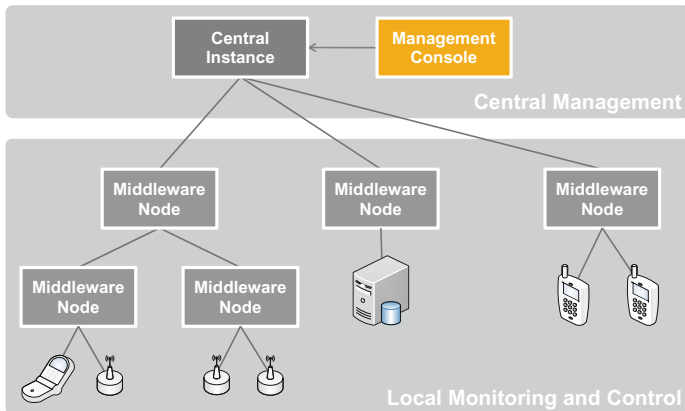 Central
Instance
Management
Console
Central Management
Middleware
Node
Middleware
Node
Middleware
Node
Middleware
Node
Middleware
Node
Local Monitoring and Control